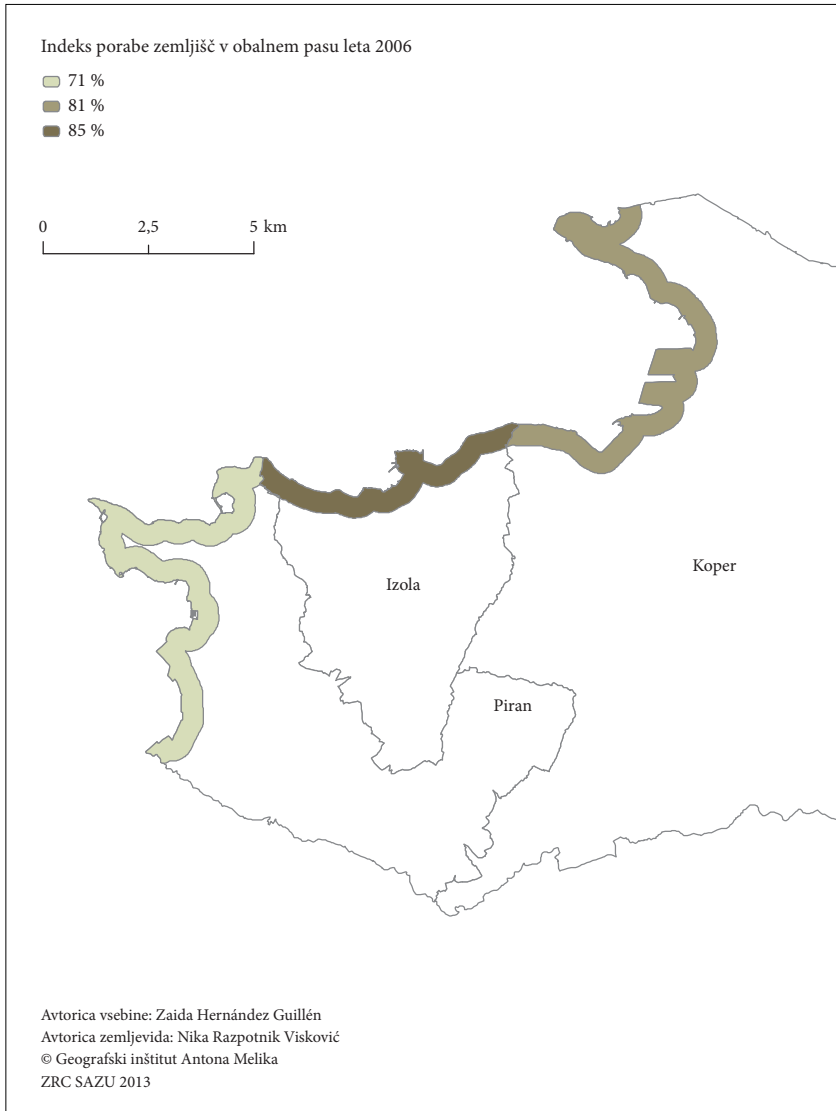 Indeks porabe zemljišč v obalnem pasu leta 2006
71 %
81 %
85 %
0 2,5 5 km
Koper
Izola
Piran
Avtorica vsebine: Zaida Hernández Guillén
Avtorica zemljevida: Nika Razpotnik Visković
© Geografski inštitut Antona Melika
ZRC SAZU 2013